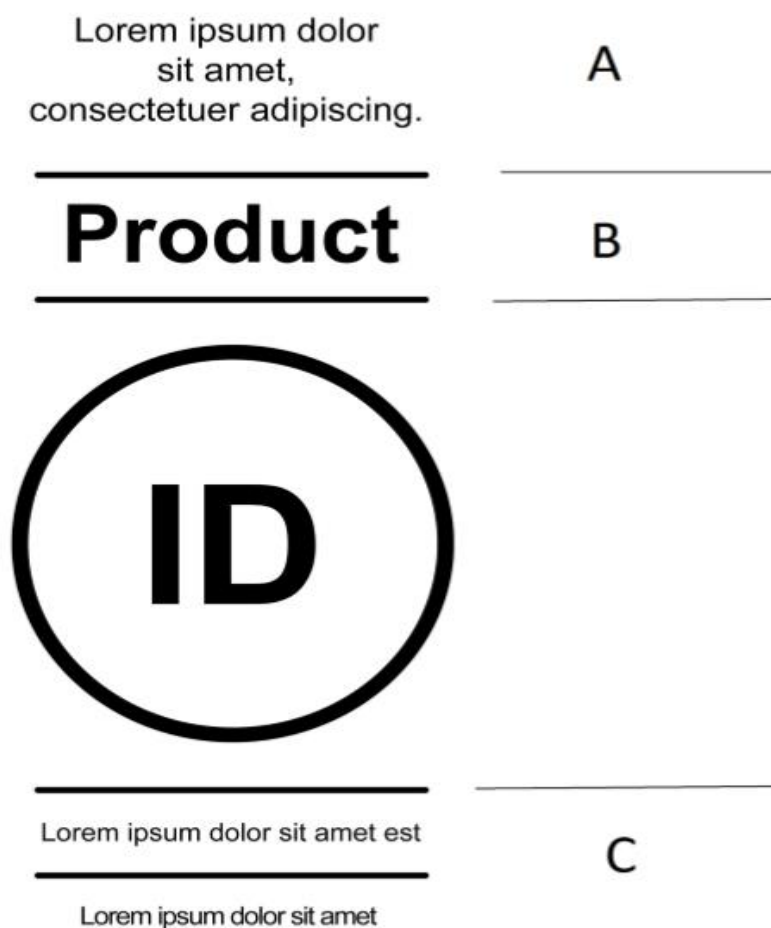 Lorem ipsum dolor
sit amet,
consectetuer adipiscing.
A
Product
B
ID
Lorem ipsum dolor sit amet est
C
Lorem ipsum dolor sit amet